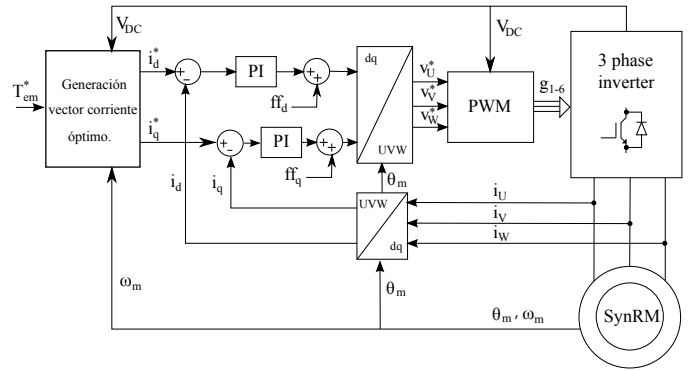 V_DC
V_DC
T*_em
Generación
vector corriente
óptimo.
i*_d
+
-
PI
+
+
ff_d
i*_q
+
-
PI
+
+
ff_q
i_d
i_q
dq
UVW
v*_U
v*_V
v*_W
PWM
g_1-6
3 phase
inverter
θ_m
UVW
dq
i_U
i_V
i_W
ω_m
θ_m
θ_m , ω_m
SynRM